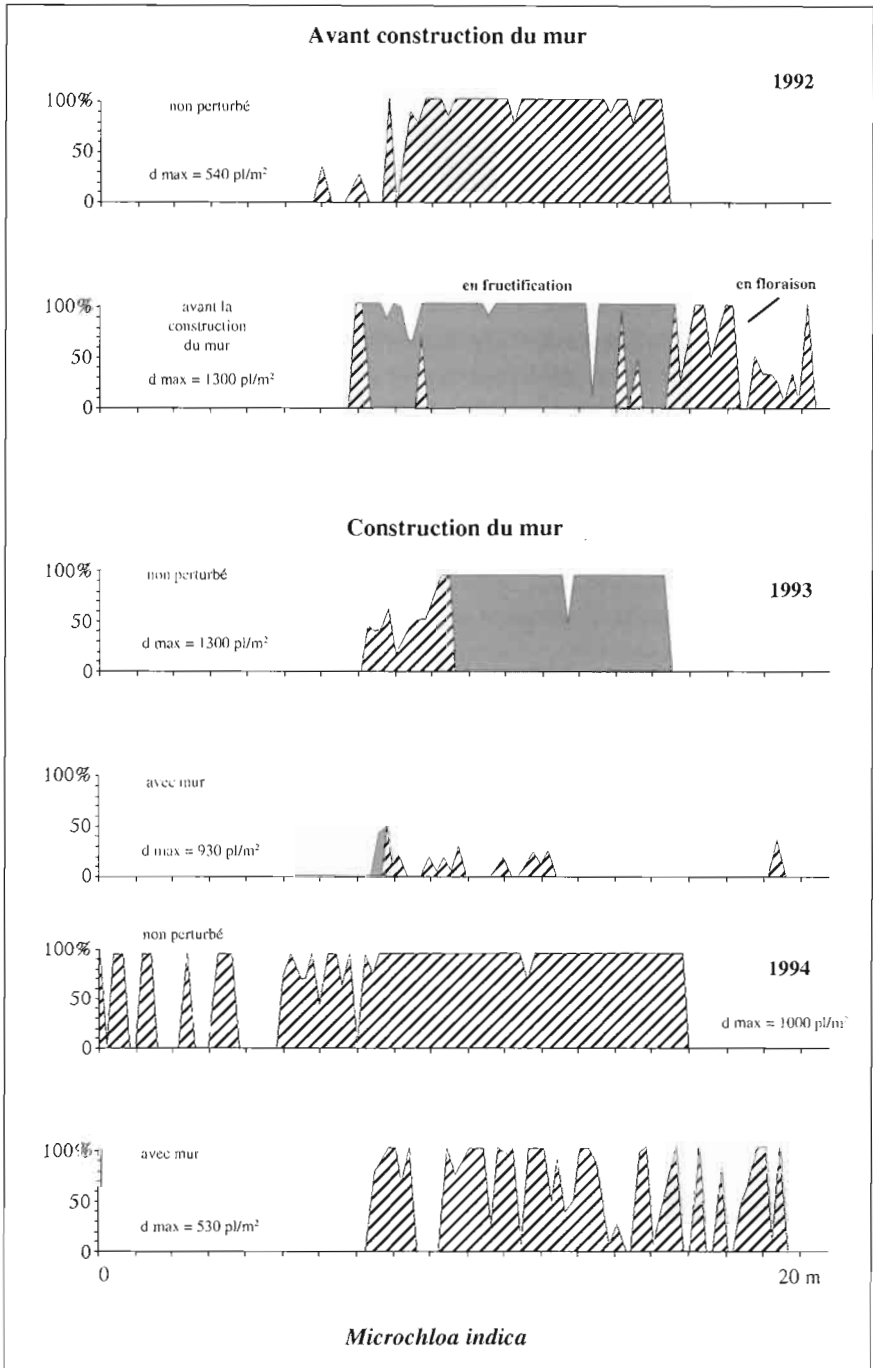 Avant construction du mur
1992
100%
non perturbé
50
d max = 540 pl/m²
0
en fructification
en floraison
100%
avant la
construction
du mur
50
d max = 1300 pl/m²
0
Construction du mur
100%
non perturbé
1993
50
d max = 1300 pl/m²
0
100%
avec mur
50
d max = 930 pl/m²
0
non perturbé
100%
1994
50
d max = 1000 pl/m²
0
100%
avec mur
50
d max = 530 pl/m²
0
0
20 m
Microchloa indica